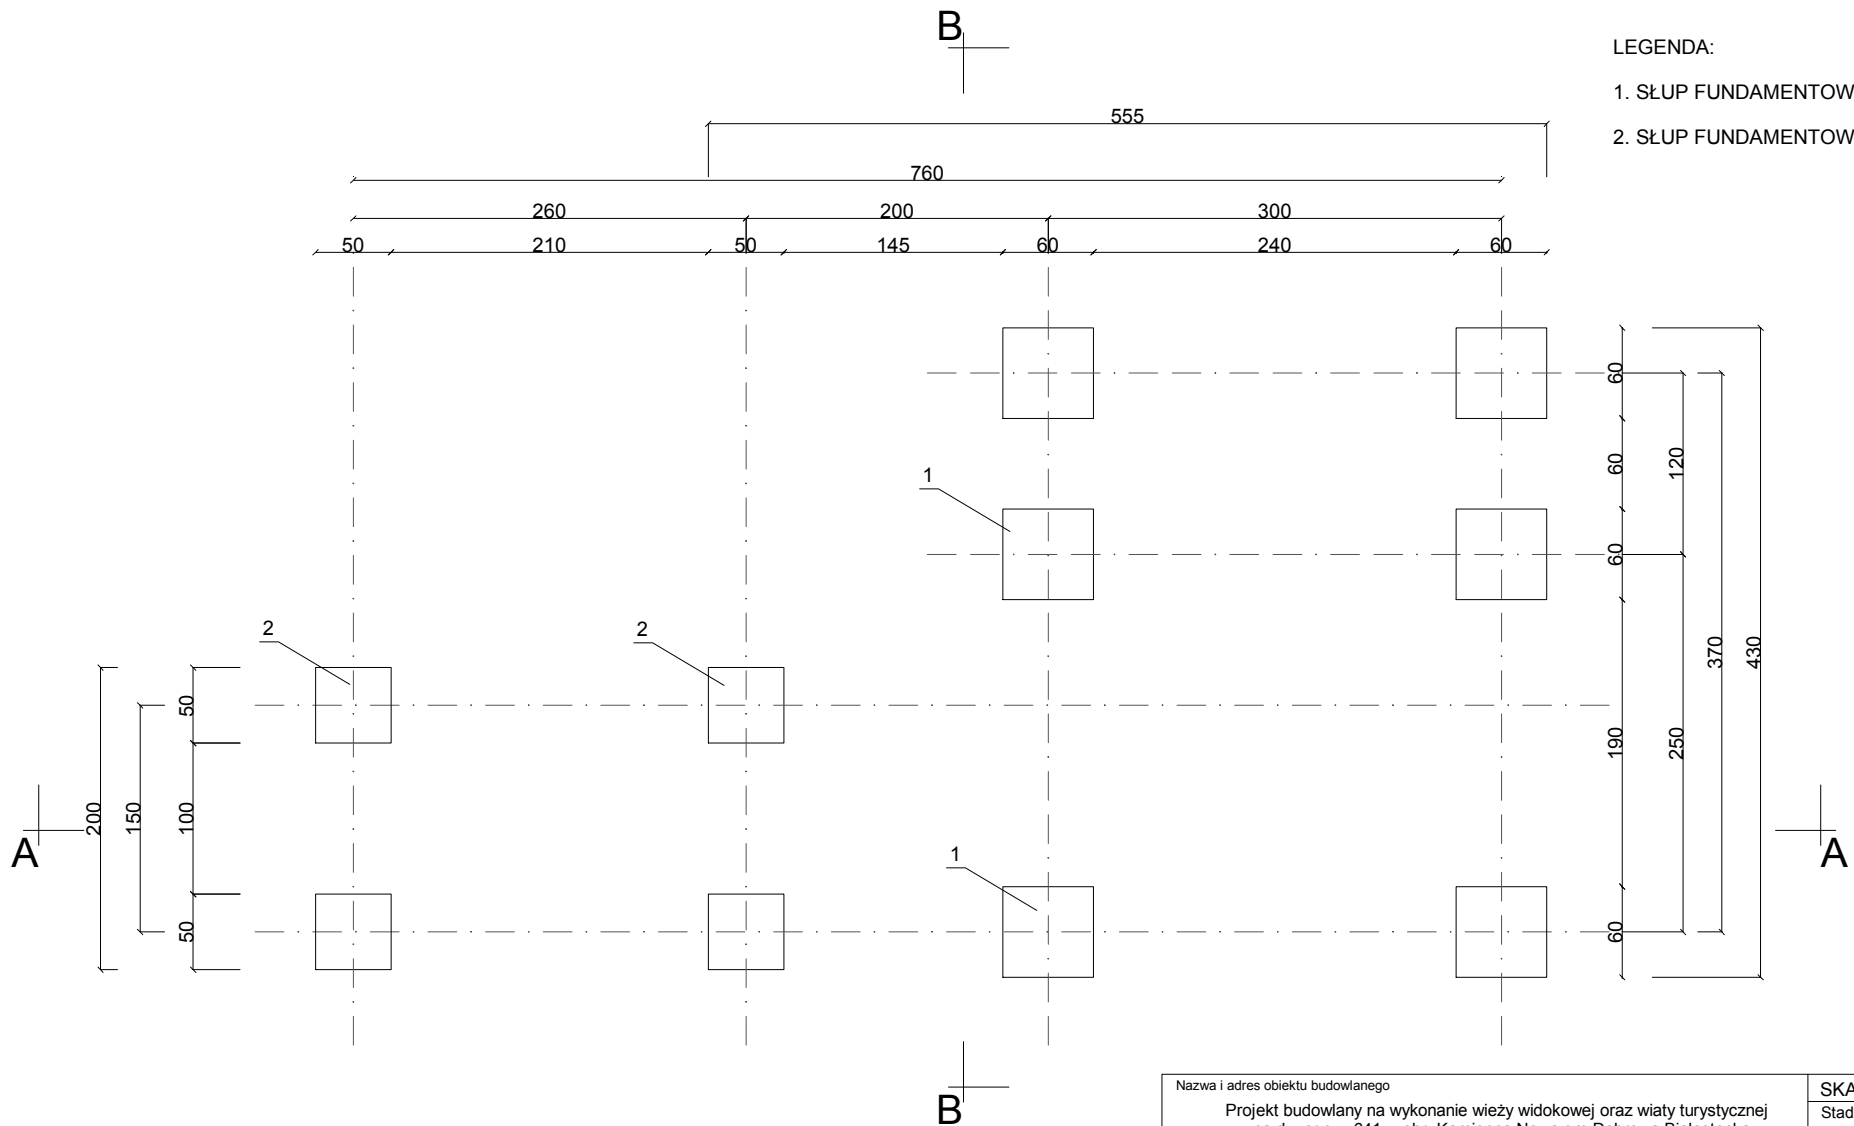 B
LEGENDA:
1. SŁUP FUNDAMENTOW
2. SŁUP FUNDAMENTOW
555
760
260 200 300
50 210 50 145 60 240 60
60
60
120
1
60
2
2
370
430
50
190
250
200
150
100
A
A
1
50
60
B
Nazwa i adres obiektu budowlanego
SKA
Projekt budowlany na wykonanie wieży widokowej oraz wiaty turystycznej
Stad